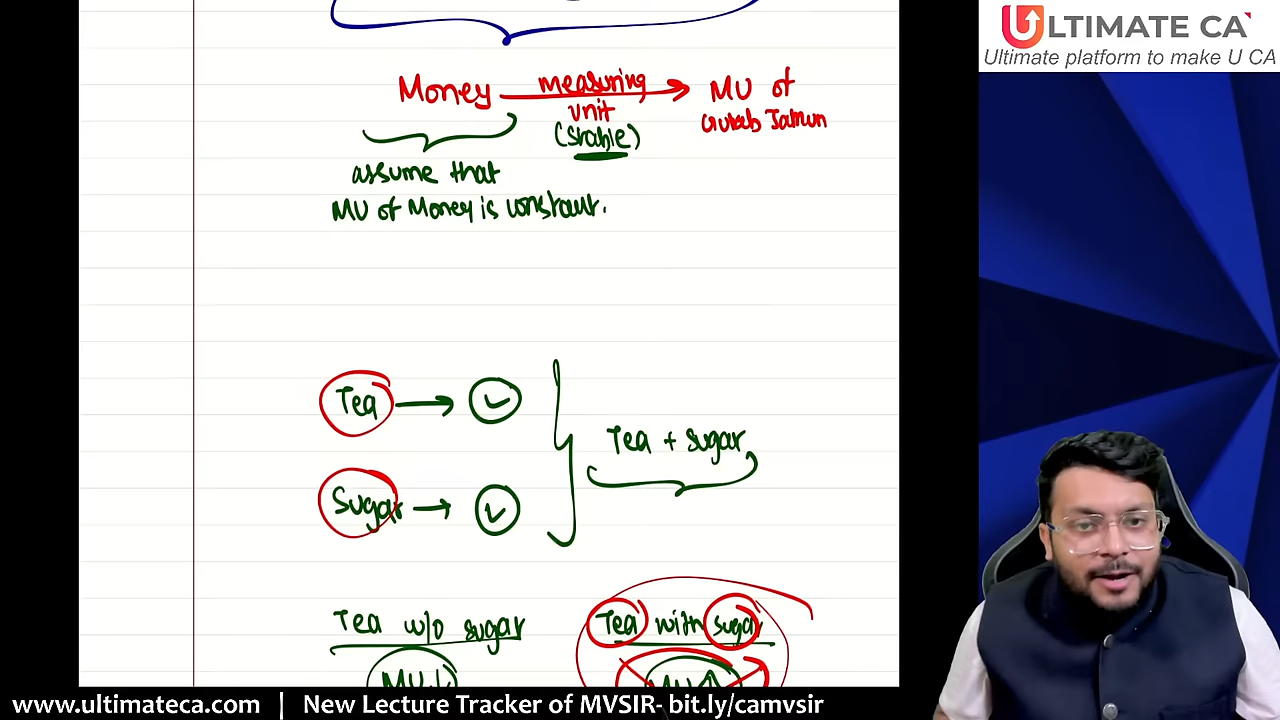 ULTIMATE CA
Ultimate platform to make U CA
Money measuring unit (Stable) MU of Gulab Jamun
assume that
MU of Money is constant.
Tea
Tea + sugar
Sugar
Tea w/o sugar
Tea with sugar
MU↓
MU↑
www.ultimateca.com | New Lecture Tracker of MVSIR- bit.ly/camvsir